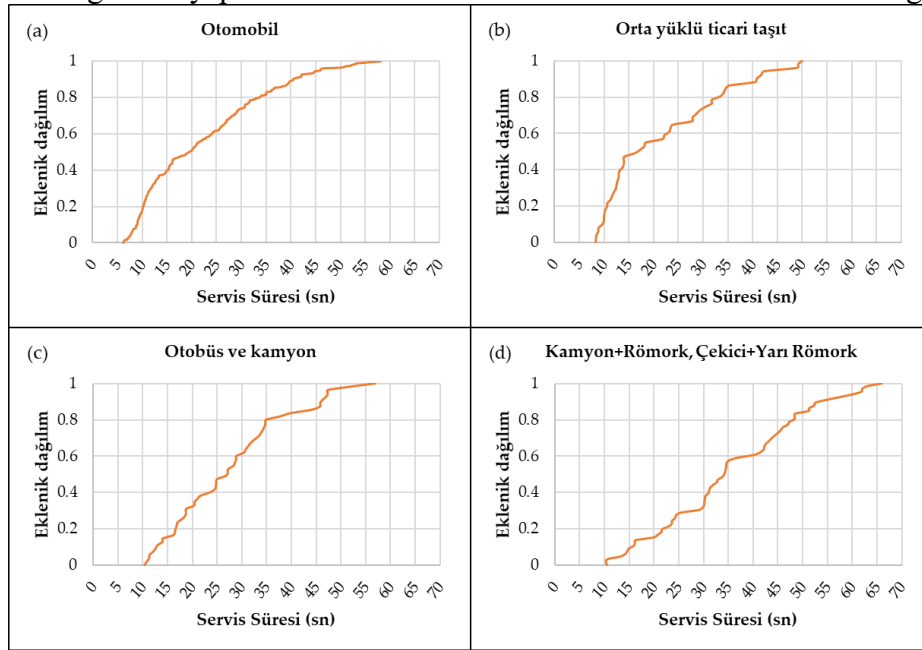 (a) Otomobil
Eklenik dağılım
1
0.8
0.6
0.4
0.2
0
0 5 10 15 20 25 30 35 40 45 50 55 60 65 70
Servis Süresi (sn)
(b) Orta yüklü ticari taşıt
Eklenik dağılım
1
0.8
0.6
0.4
0.2
0
0 5 10 15 20 25 30 35 40 45 50 55 60 65 70
Servis Süresi (sn)
(c) Otobüs ve kamyon
Eklenik dağılım
1
0.8
0.6
0.4
0.2
0
0 5 10 15 20 25 30 35 40 45 50 55 60 65 70
Servis Süresi (sn)
(d) Kamyon+Römork, Çekici+Yarı Römork
Eklenik dağılım
1
0.8
0.6
0.4
0.2
0
0 5 10 15 20 25 30 35 40 45 50 55 60 65 70
Servis Süresi (sn)